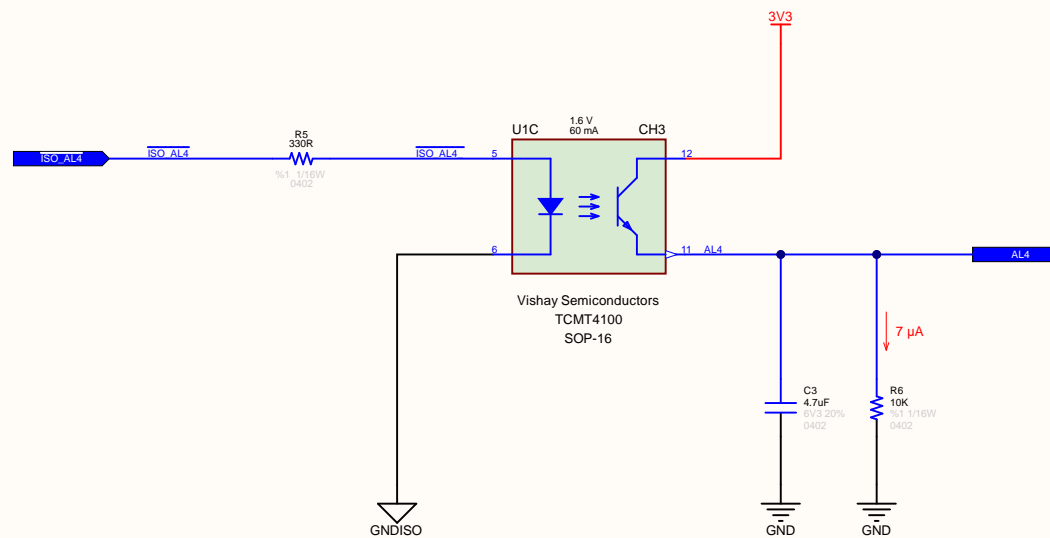 3V3
1.6 V
60 mA
U1C
CH3
R5
330R
ISO_AL4
ISO_AL4
ISO_AL4
5
12
%1 1/16W
0402
6
11
AL4
AL4
Vishay Semiconductors
TCMT4100
SOP-16
7 µA
C3
4.7uF
6V3 20%
0402
R6
10K
%1 1/16W
0402
GNDISO
GND
GND